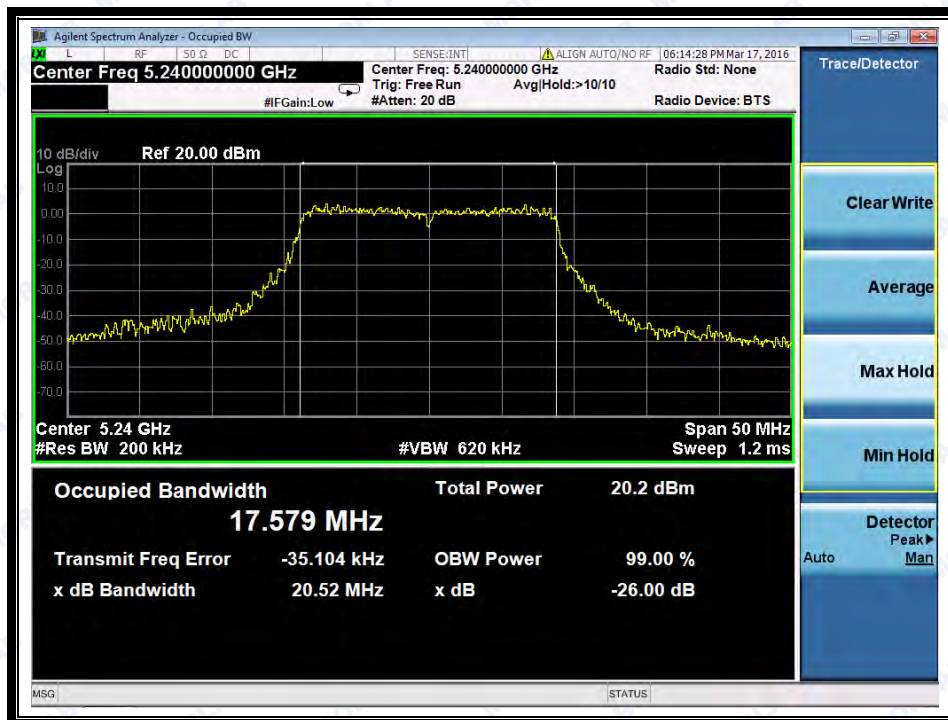 Agilent Spectrum Analyzer - Occupied BW
LXI L RF 50 Ω DC SENSE:INT ALIGN AUTO/NO RF 06:14:28 PM Mar 17, 2016
Center Freq 5.240000000 GHz
Center Freq: 5.240000000 GHz Radio Std: None
Trig: Free Run Avg|Hold:>10/10
#IFGain:Low #Atten: 20 dB Radio Device: BTS
10 dB/div Ref 20.00 dBm
Log
10.0
0.00
-10.0
-20.0
-30.0
-40.0
-50.0
-60.0
-70.0
Center 5.24 GHz Span 50 MHz
#Res BW 200 kHz #VBW 620 kHz Sweep 1.2 ms
Occupied Bandwidth Total Power 20.2 dBm
17.579 MHz
Transmit Freq Error -35.104 kHz OBW Power 99.00 %
x dB Bandwidth 20.52 MHz x dB -26.00 dB
MSG STATUS
Trace/Detector
Clear Write
Average
Max Hold
Min Hold
Detector
Peak▶
Auto Man